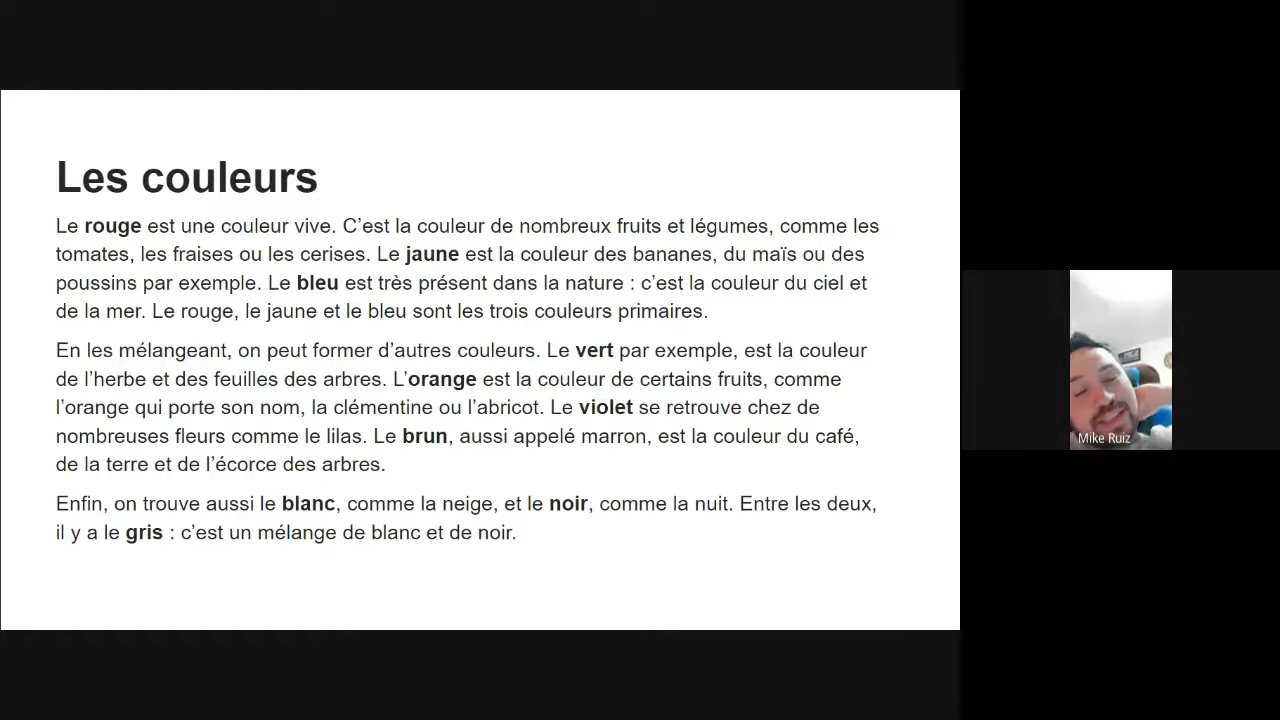 Les couleurs
Le rouge est une couleur vive. C’est la couleur de nombreux fruits et légumes, comme les
tomates, les fraises ou les cerises. Le jaune est la couleur des bananes, du maïs ou des
poussins par exemple. Le bleu est très présent dans la nature : c’est la couleur du ciel et
de la mer. Le rouge, le jaune et le bleu sont les trois couleurs primaires.
En les mélangeant, on peut former d’autres couleurs. Le vert par exemple, est la couleur
de l’herbe et des feuilles des arbres. L’orange est la couleur de certains fruits, comme
l’orange qui porte son nom, la clémentine ou l’abricot. Le violet se retrouve chez de
nombreuses fleurs comme le lilas. Le brun, aussi appelé marron, est la couleur du café,
de la terre et de l’écorce des arbres.
Enfin, on trouve aussi le blanc, comme la neige, et le noir, comme la nuit. Entre les deux,
il y a le gris : c’est un mélange de blanc et de noir.
Mike Ruiz